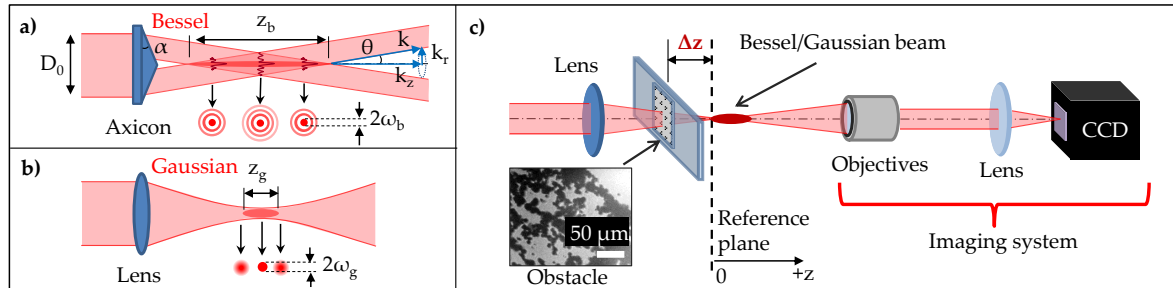 a)
Bessel
z_b
α
D_0
θ
k
k_r
k_z
Axicon
2ω_b
b)
Gaussian
z_g
Lens
2ω_g
c)
Δz
Bessel/Gaussian beam
Lens
CCD
Objectives
Lens
50 µm
Obstacle
Reference
plane
0
+z
Imaging system